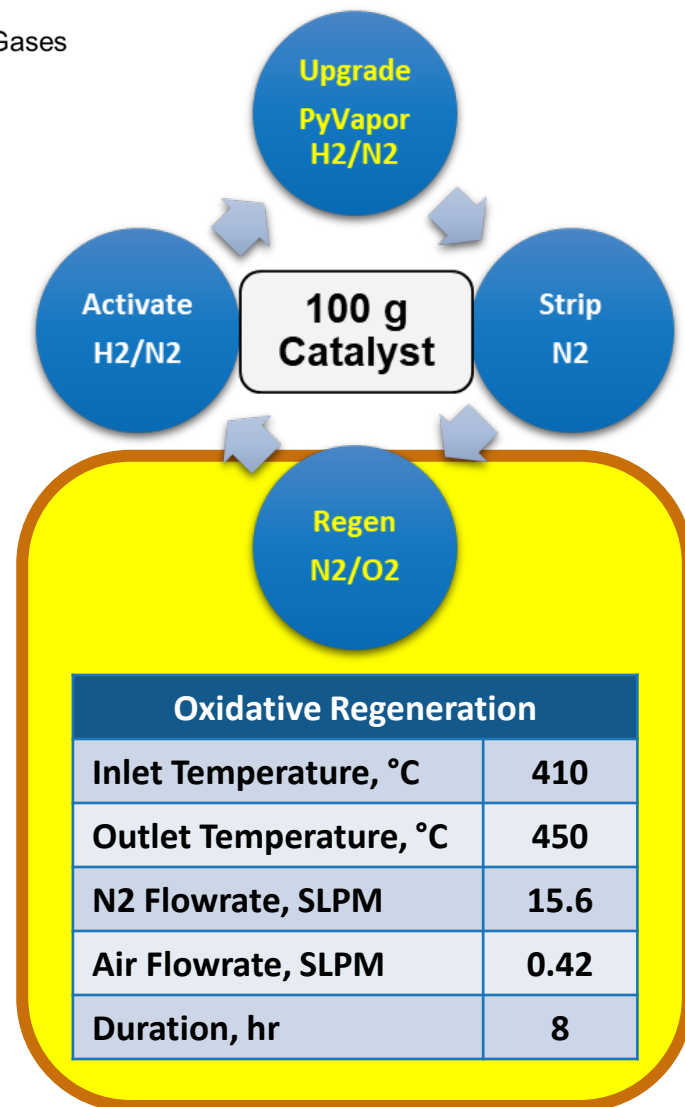 Gases
Upgrade
PyVapor
H2/N2
Activate
H2/N2
100 g
Catalyst
Strip
N2
Regen
N2/O2
Oxidative Regeneration
Inlet Temperature, °C 410
Outlet Temperature, °C 450
N2 Flowrate, SLPM 15.6
Air Flowrate, SLPM 0.42
Duration, hr 8